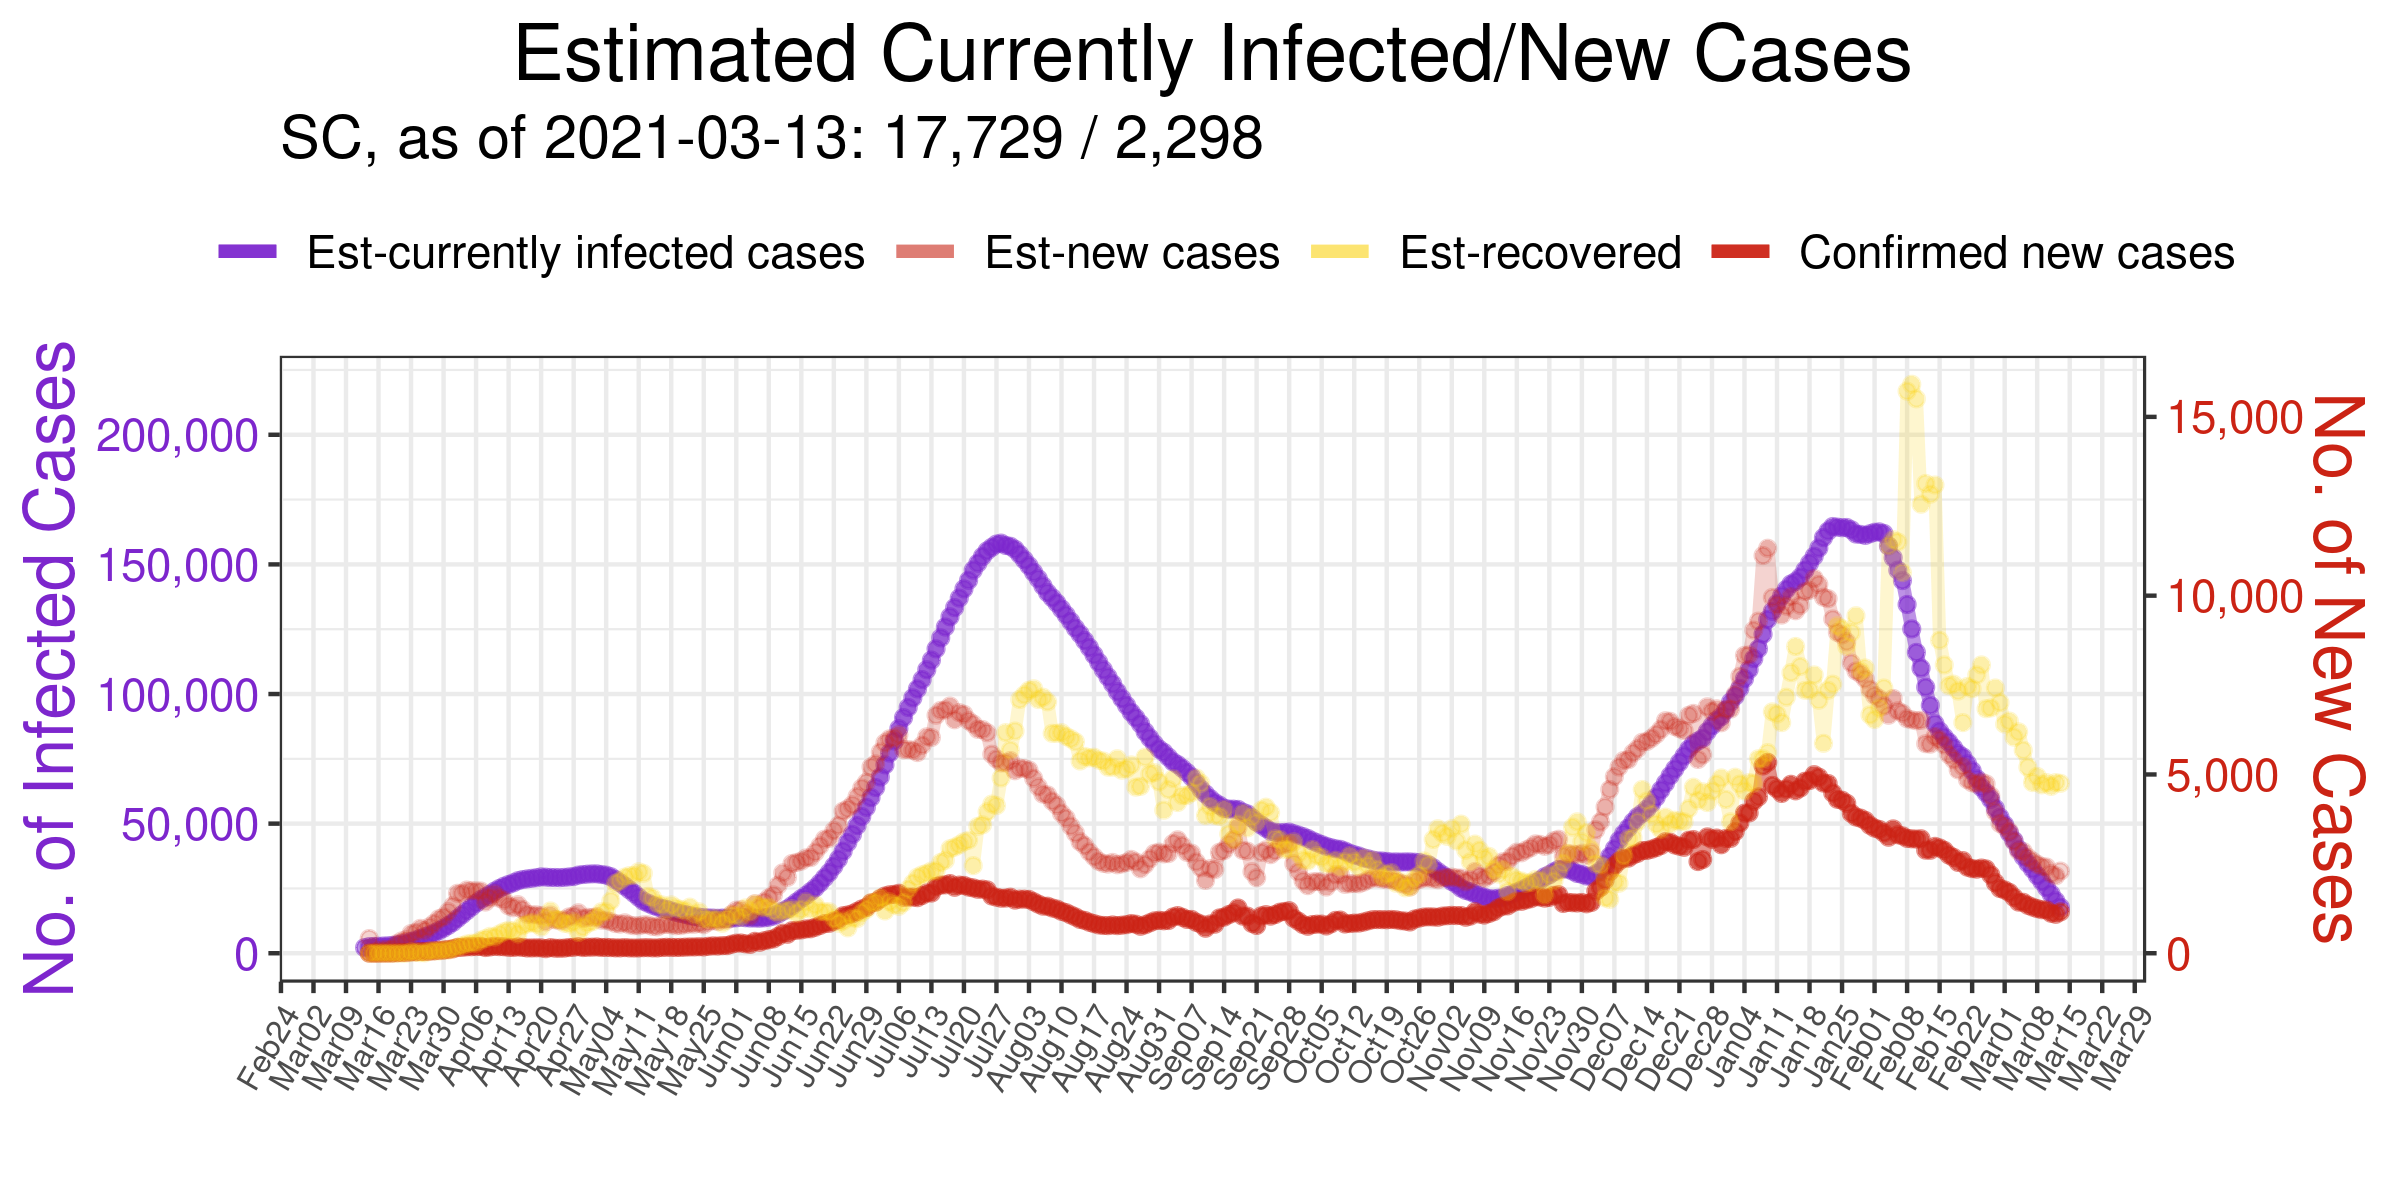 Estimated Currently Infected/New Cases
SC, as of 2021-03-13: 17,729 / 2,298
Est-currently infected cases Est-new cases Est-recovered Confirmed new cases
No. of Infected Cases
200,000
150,000
100,000
50,000
0
15,000
10,000
5,000
0
No. of New Cases
Feb24 Mar02 Mar09 Mar16 Mar23 Mar30 Apr06 Apr13 Apr20 Apr27 May04 May11 May18 May25 Jun01 Jun08 Jun15 Jun22 Jun29 Jul06 Jul13 Jul20 Jul27 Aug03 Aug10 Aug17 Aug24 Aug31 Sep07 Sep14 Sep21 Sep28 Oct05 Oct12 Oct19 Oct26 Nov02 Nov09 Nov16 Nov23 Nov30 Dec07 Dec14 Dec21 Dec28 Jan04 Jan11 Jan18 Jan25 Feb01 Feb08 Feb15 Feb22 Mar01 Mar08 Mar15 Mar22 Mar29